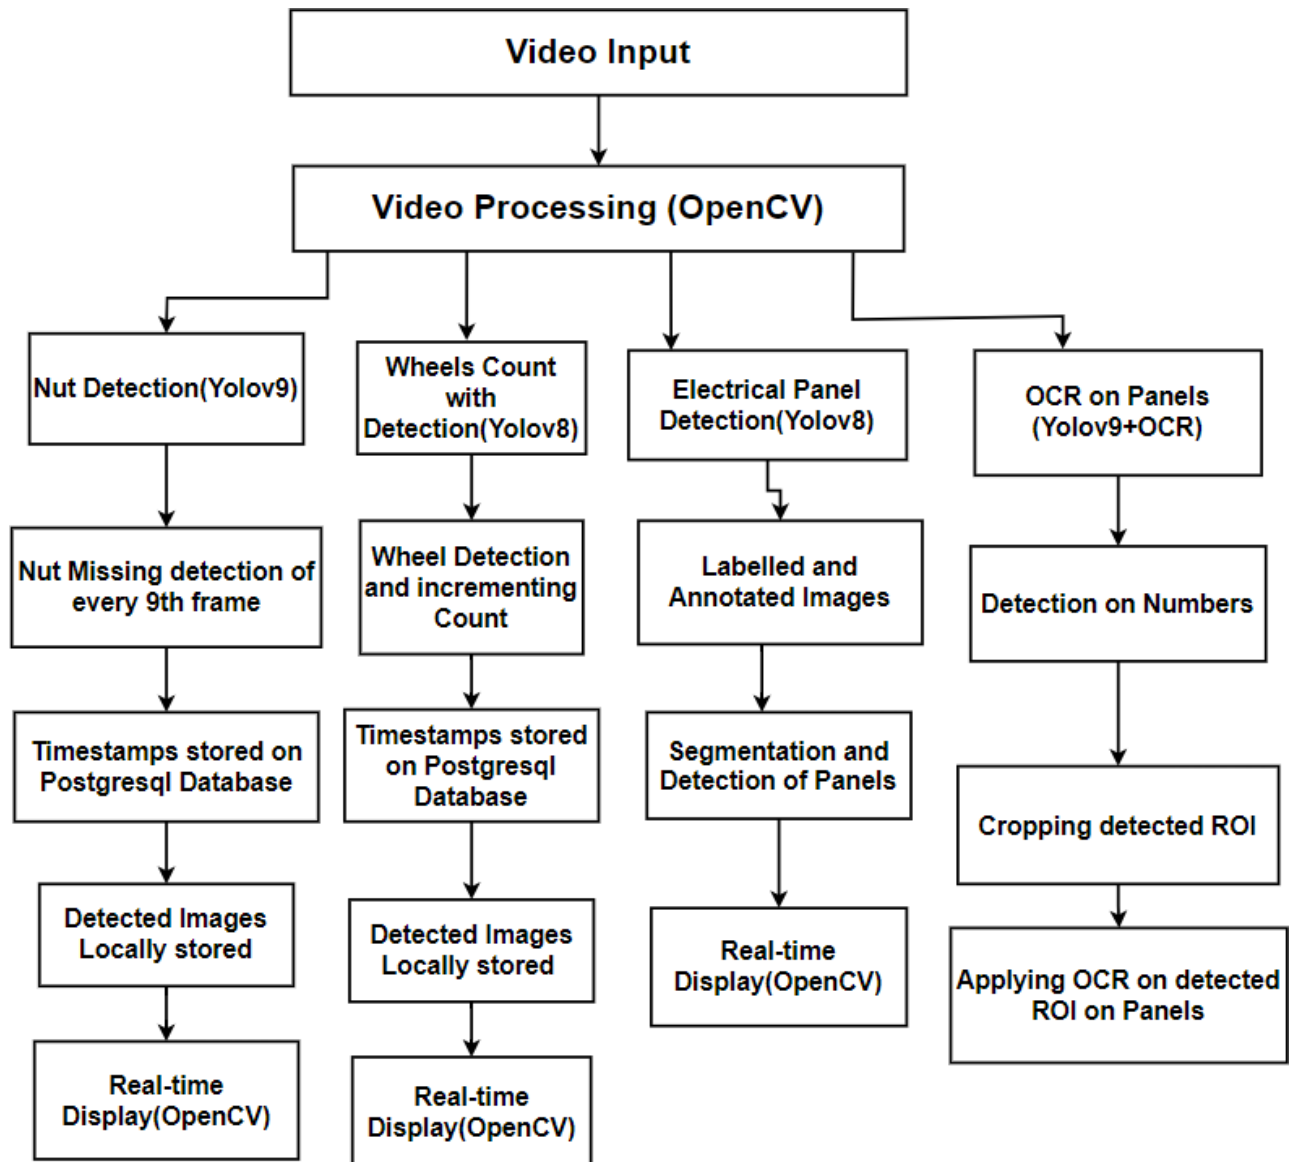 Video Input
Video Processing (OpenCV)
Nut Detection(Yolov9)
Nut Missing detection of
every 9th frame
Timestamps stored on
Postgresql Database
Detected Images
Locally stored
Real-time
Display(OpenCV)
Wheels Count
with
Detection(Yolov8)
Wheel Detection
and incrementing
Count
Timestamps stored
on Postgresql
Database
Detected Images
Locally stored
Real-time
Display(OpenCV)
Electrical Panel
Detection(Yolov8)
Labelled and
Annotated Images
Segmentation and
Detection of Panels
Real-time
Display(OpenCV)
OCR on Panels
(Yolov9+OCR)
Detection on Numbers
Cropping detected ROI
Applying OCR on detected
ROI on Panels